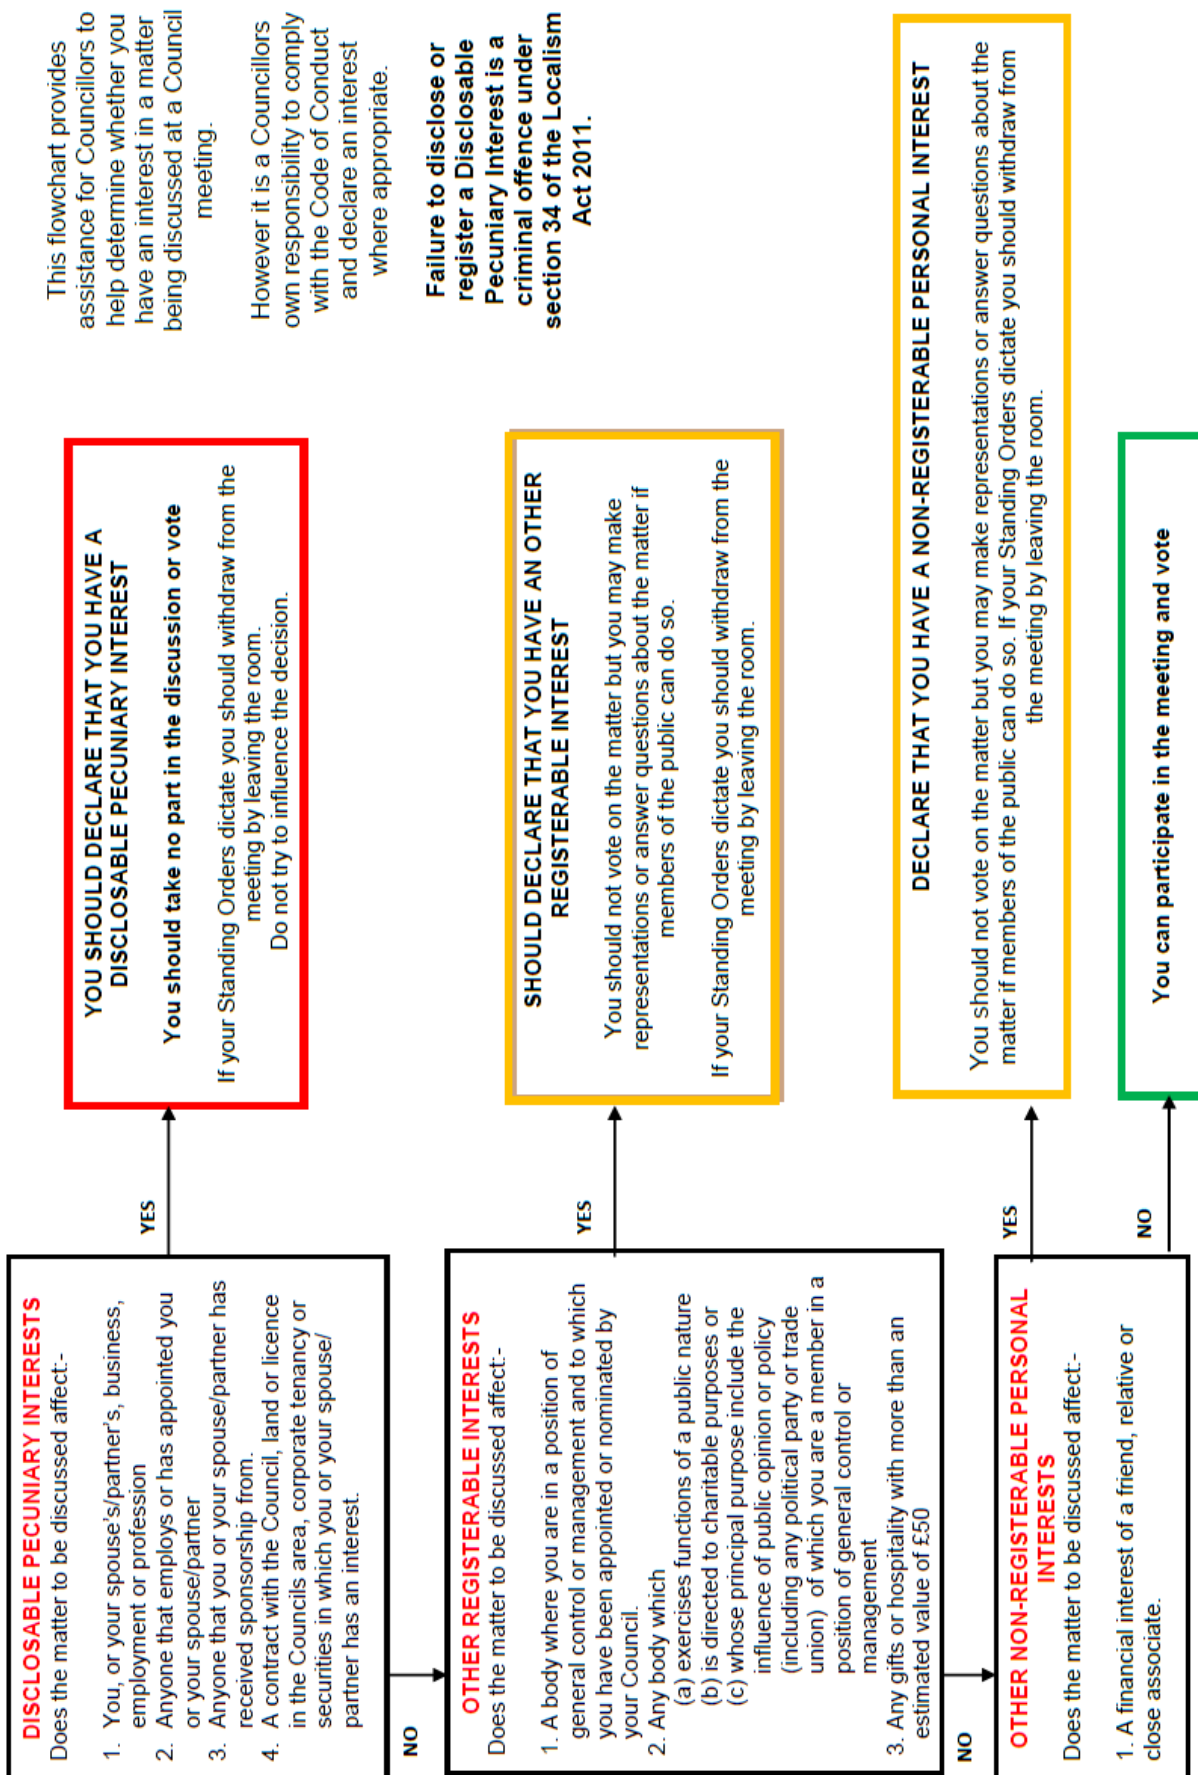 This flowchart provides
assistance for Councillors to
help determine whether you
have an interest in a matter
being discussed at a Council
meeting.
However it is a Councillors
own responsibility to comply
with the Code of Conduct
and declare an interest
where appropriate.
Failure to disclose or
register a Disclosable
Pecuniary Interest is a
criminal offence under
section 34 of the Localism
Act 2011.
DISCLOSABLE PECUNIARY INTERESTS
Does the matter to be discussed affect:-
1. You, or your spouse's/partner's, business,
employment or profession
2. Anyone that employs or has appointed you
or your spouse/partner
3. Anyone that you or your spouse/partner has
received sponsorship from.
4. A contract with the Council, land or licence
in the Councils area, corporate tenancy or
securities in which you or your spouse/
partner has an interest.
YES
YOU SHOULD DECLARE THAT YOU HAVE A
DISCLOSABLE PECUNIARY INTEREST
You should take no part in the discussion or vote
If your Standing Orders dictate you should withdraw from the
meeting by leaving the room.
Do not try to influence the decision.
NO
OTHER REGISTERABLE INTERESTS
Does the matter to be discussed affect:-
1. A body where you are in a position of
general control or management and to which
you have been appointed or nominated by
your Council.
2. Any body which
(a) exercises functions of a public nature
(b) is directed to charitable purposes or
(c) whose principal purpose include the
influence of public opinion or policy
(including any political party or trade
union) of which you are a member in a
position of general control or
management
3. Any gifts or hospitality with more than an
estimated value of £50
YES
SHOULD DECLARE THAT YOU HAVE AN OTHER
REGISTERABLE INTEREST
You should not vote on the matter but you may make
representations or answer questions about the matter if
members of the public can do so.
If your Standing Orders dictate you should withdraw from the
meeting by leaving the room.
NO
OTHER NON-REGISTERABLE PERSONAL
INTERESTS
Does the matter to be discussed affect:-
1. A financial interest of a friend, relative or
close associate.
YES
DECLARE THAT YOU HAVE A NON-REGISTERABLE PERSONAL INTEREST
You should not vote on the matter but you may make representations or answer questions about the
matter if members of the public can do so. If your Standing Orders dictate you should withdraw from
the meeting by leaving the room.
NO
You can participate in the meeting and vote